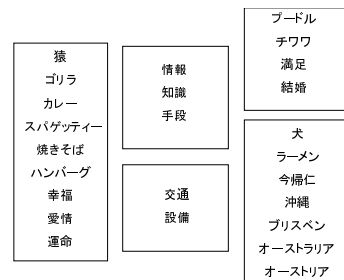 猿
ゴリラ
カレー
スパゲッティー
焼きそば
ハンバーグ
幸福
愛情
運命
情報
知識
手段
交通
設備
プードル
チワワ
満足
結婚
犬
ラーメン
今帰仁
沖縄
ブリスベン
オーストラリア
オーストリア